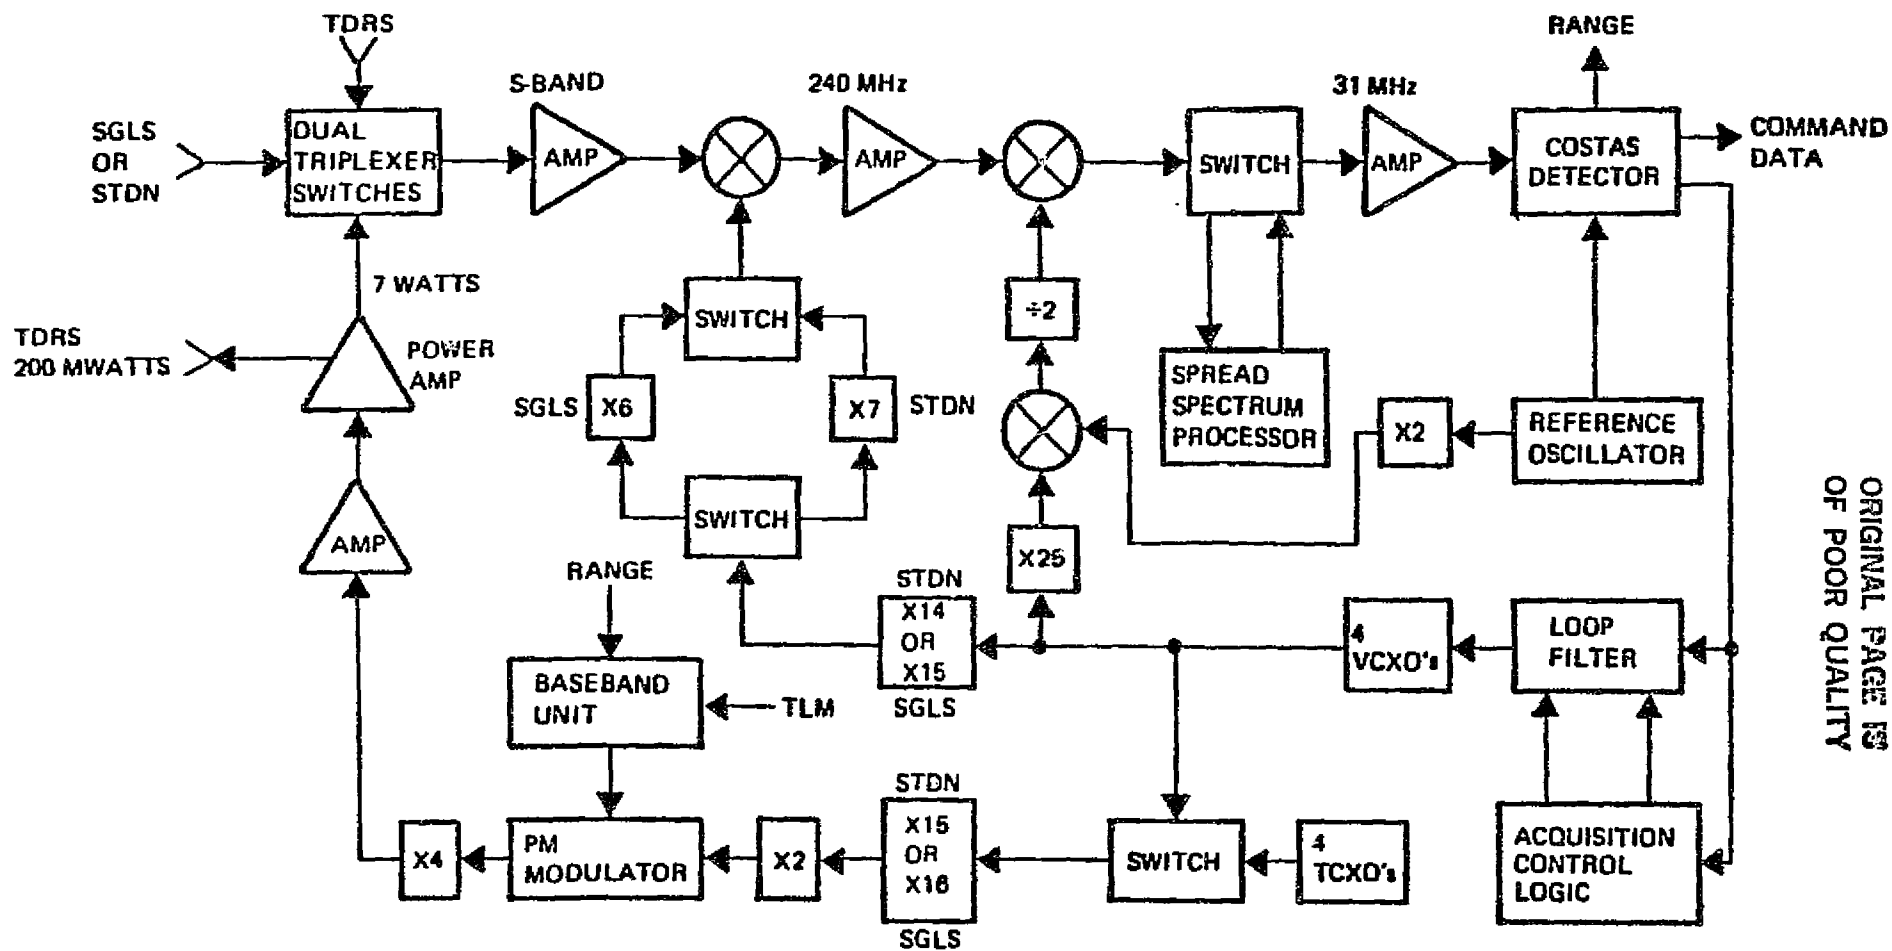 TDRS
RANGE
S-BAND
240 MHz
31 MHz
SGLS
OR
STDN
DUAL
TRIPLEXER
SWITCHES
AMP
AMP
SWITCH
AMP
COSTAS
DETECTOR
COMMAND
DATA
7 WATTS
TDRS
200 MWATTS
POWER
AMP
SWITCH
÷2
SGLS
X6
X7
STDN
SPREAD
SPECTRUM
PROCESSOR
X2
REFERENCE
OSCILLATOR
AMP
SWITCH
X25
RANGE
STDN
X14
OR
X15
SGLS
4
VCXO's
LOOP
FILTER
BASEBAND
UNIT
TLM
STDN
X15
OR
X16
SGLS
X4
PM
MODULATOR
X2
SWITCH
4
TCXO's
ACQUISITION
CONTROL
LOGIC
ORIGINAL PAGE IS
OF POOR QUALITY